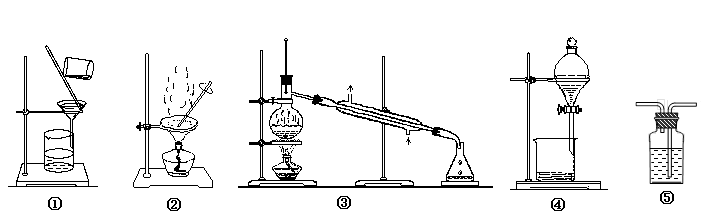 ① ② ③ ④ ⑤